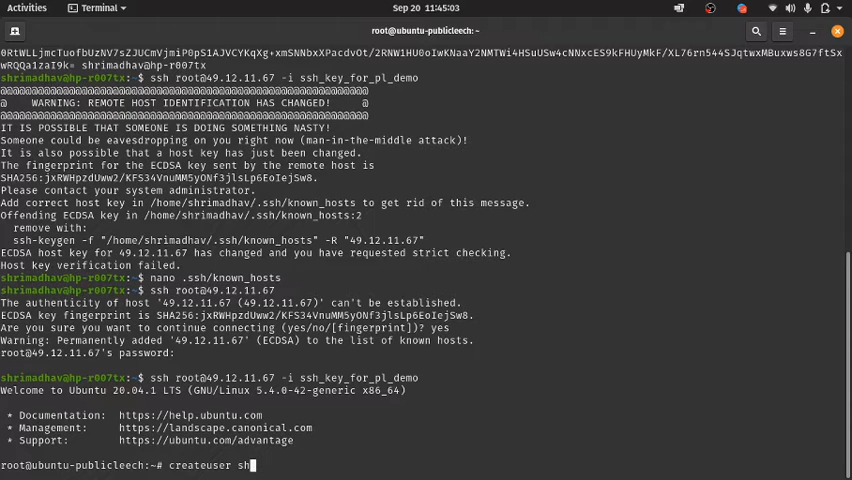 Activities
Terminal
Sep 20 11:45:03
root@ubuntu-publicleech: ~
0RtWLLjmcTuofbUzNV7sZJUCmVjmiP0pS1AJVCYKqXg+xmSNNbxXPacdvOt/2RNW1HU0oIwKNaaY2NMTWi4HSuUSw4cNNxcES9kFHyMkF/XL76rn544SJqtwxMBuxws8G7ftSx
wRQQa1zaI9k= shrimadhav@hp-r007tx
shrimadhav@hp-r007tx:~$ ssh root@49.12.11.67 -i ssh_key_for_pl_demo
@@@@@@@@@@@@@@@@@@@@@@@@@@@@@@@@@@@@@@@@@@@@@@@@@@@@@@@@@@@
@    WARNING: REMOTE HOST IDENTIFICATION HAS CHANGED!     @
@@@@@@@@@@@@@@@@@@@@@@@@@@@@@@@@@@@@@@@@@@@@@@@@@@@@@@@@@@@
IT IS POSSIBLE THAT SOMEONE IS DOING SOMETHING NASTY!
Someone could be eavesdropping on you right now (man-in-the-middle attack)!
It is also possible that a host key has just been changed.
The fingerprint for the ECDSA key sent by the remote host is
SHA256:jxRWHpzdUwz2/KFS34VnuMM5yONf3jlsLp6EoIejSw8.
Please contact your system administrator.
Add correct host key in /home/shrimadhav/.ssh/known_hosts to get rid of this message.
Offending ECDSA key in /home/shrimadhav/.ssh/known_hosts:2
  remove with:
  ssh-keygen -f "/home/shrimadhav/.ssh/known_hosts" -R "49.12.11.67"
ECDSA host key for 49.12.11.67 has changed and you have requested strict checking.
Host key verification failed.
shrimadhav@hp-r007tx:~$ nano .ssh/known_hosts
shrimadhav@hp-r007tx:~$ ssh root@49.12.11.67
The authenticity of host '49.12.11.67 (49.12.11.67)' can't be established.
ECDSA key fingerprint is SHA256:jxRWHpzdUwz2/KFS34VnuMM5yONf3jlsLp6EoIejSw8.
Are you sure you want to continue connecting (yes/no/[fingerprint])? yes
Warning: Permanently added '49.12.11.67' (ECDSA) to the list of known hosts.
root@49.12.11.67's password:
shrimadhav@hp-r007tx:~$ ssh root@49.12.11.67 -i ssh_key_for_pl_demo
Welcome to Ubuntu 20.04.1 LTS (GNU/Linux 5.4.0-42-generic x86_64)
 * Documentation:  https://help.ubuntu.com
 * Management:     https://landscape.canonical.com
 * Support:        https://ubuntu.com/advantage
root@ubuntu-publicleech:~# createuser sh